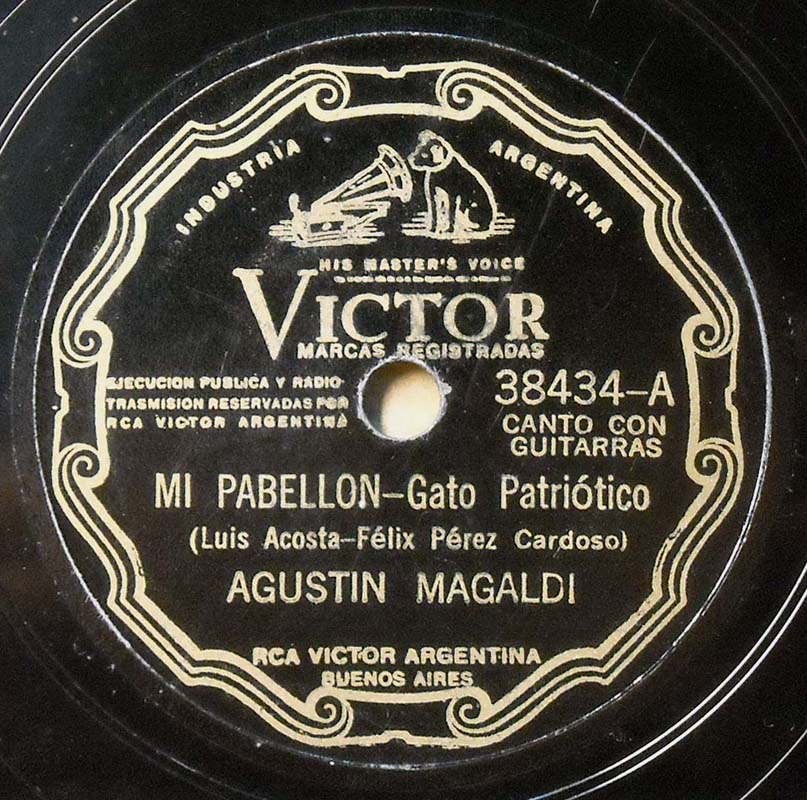 INDUSTRIA ARGENTINA
HIS MASTER'S VOICE
VICTOR
MARCAS REGISTRADAS
EJECUCION PUBLICA Y RADIO-
TRASMISION RESERVADAS POR
RCA VICTOR ARGENTINA
38434-A
CANTO CON
GUITARRAS
MI PABELLON-Gato Patriótico
(Luis Acosta-Félix Pérez Cardoso)
AGUSTIN MAGALDI
RCA VICTOR ARGENTINA
BUENOS AIRES